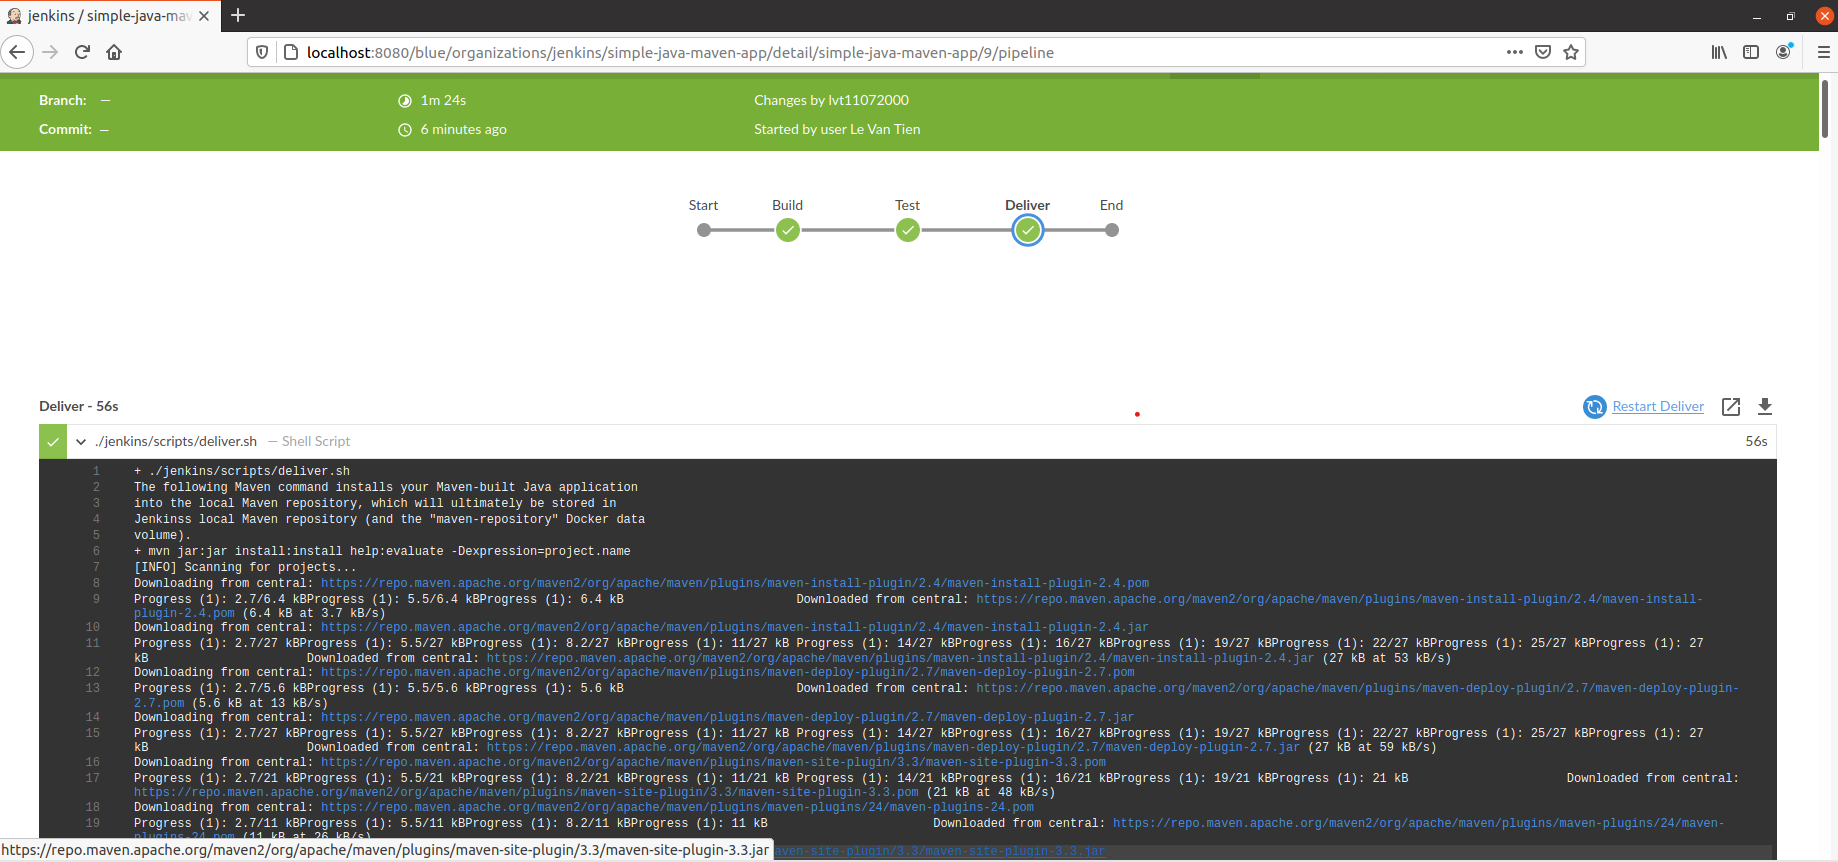 jenkins / simple-java-mav
localhost:8080/blue/organizations/jenkins/simple-java-maven-app/detail/simple-java-maven-app/9/pipeline
Branch: — 1m 24s Changes by lvt11072000
Commit: — 6 minutes ago Started by user Le Van Tien
Start Build Test Deliver End
Deliver - 56s Restart Deliver
./jenkins/scripts/deliver.sh — Shell Script 56s
1 + ./jenkins/scripts/deliver.sh
2 The following Maven command installs your Maven-built Java application
3 into the local Maven repository, which will ultimately be stored in
4 Jenkinss local Maven repository (and the "maven-repository" Docker data
5 volume).
6 + mvn jar:jar install:install help:evaluate -Dexpression=project.name
7 [INFO] Scanning for projects...
8 Downloading from central: https://repo.maven.apache.org/maven2/org/apache/maven/plugins/maven-install-plugin/2.4/maven-install-plugin-2.4.pom
9 Progress (1): 2.7/6.4 kBProgress (1): 5.5/6.4 kBProgress (1): 6.4 kB Downloaded from central: https://repo.maven.apache.org/maven2/org/apache/maven/plugins/maven-install-plugin/2.4/maven-install-
plugin-2.4.pom (6.4 kB at 3.7 kB/s)
10 Downloading from central: https://repo.maven.apache.org/maven2/org/apache/maven/plugins/maven-install-plugin/2.4/maven-install-plugin-2.4.jar
11 Progress (1): 2.7/27 kBProgress (1): 5.5/27 kBProgress (1): 8.2/27 kBProgress (1): 11/27 kB Progress (1): 14/27 kBProgress (1): 16/27 kBProgress (1): 19/27 kBProgress (1): 22/27 kBProgress (1): 25/27 kBProgress (1): 27
kB Downloaded from central: https://repo.maven.apache.org/maven2/org/apache/maven/plugins/maven-install-plugin/2.4/maven-install-plugin-2.4.jar (27 kB at 53 kB/s)
12 Downloading from central: https://repo.maven.apache.org/maven2/org/apache/maven/plugins/maven-deploy-plugin/2.7/maven-deploy-plugin-2.7.pom
13 Progress (1): 2.7/5.6 kBProgress (1): 5.5/5.6 kBProgress (1): 5.6 kB Downloaded from central: https://repo.maven.apache.org/maven2/org/apache/maven/plugins/maven-deploy-plugin/2.7/maven-deploy-plugin-
2.7.pom (5.6 kB at 13 kB/s)
14 Downloading from central: https://repo.maven.apache.org/maven2/org/apache/maven/plugins/maven-deploy-plugin/2.7/maven-deploy-plugin-2.7.jar
15 Progress (1): 2.7/27 kBProgress (1): 5.5/27 kBProgress (1): 8.2/27 kBProgress (1): 11/27 kB Progress (1): 14/27 kBProgress (1): 16/27 kBProgress (1): 19/27 kBProgress (1): 22/27 kBProgress (1): 25/27 kBProgress (1): 27
kB Downloaded from central: https://repo.maven.apache.org/maven2/org/apache/maven/plugins/maven-deploy-plugin/2.7/maven-deploy-plugin-2.7.jar (27 kB at 59 kB/s)
16 Downloading from central: https://repo.maven.apache.org/maven2/org/apache/maven/plugins/maven-site-plugin/3.3/maven-site-plugin-3.3.pom
17 Progress (1): 2.7/21 kBProgress (1): 5.5/21 kBProgress (1): 8.2/21 kBProgress (1): 11/21 kB Progress (1): 14/21 kBProgress (1): 16/21 kBProgress (1): 19/21 kBProgress (1): 21 kB Downloaded from central:
https://repo.maven.apache.org/maven2/org/apache/maven/plugins/maven-site-plugin/3.3/maven-site-plugin-3.3.pom (21 kB at 48 kB/s)
18 Downloading from central: https://repo.maven.apache.org/maven2/org/apache/maven/plugins/maven-plugins/24/maven-plugins-24.pom
19 Progress (1): 2.7/11 kBProgress (1): 5.5/11 kBProgress (1): 8.2/11 kBProgress (1): 11 kB Downloaded from central: https://repo.maven.apache.org/maven2/org/apache/maven/plugins/maven-plugins/24/maven-
plugins-24.pom (11 kB at 26 kB/s)
https://repo.maven.apache.org/maven2/org/apache/maven/plugins/maven-site-plugin/3.3/maven-site-plugin-3.3.jar aven-site-plugin/3.3/maven-site-plugin-3.3.jar